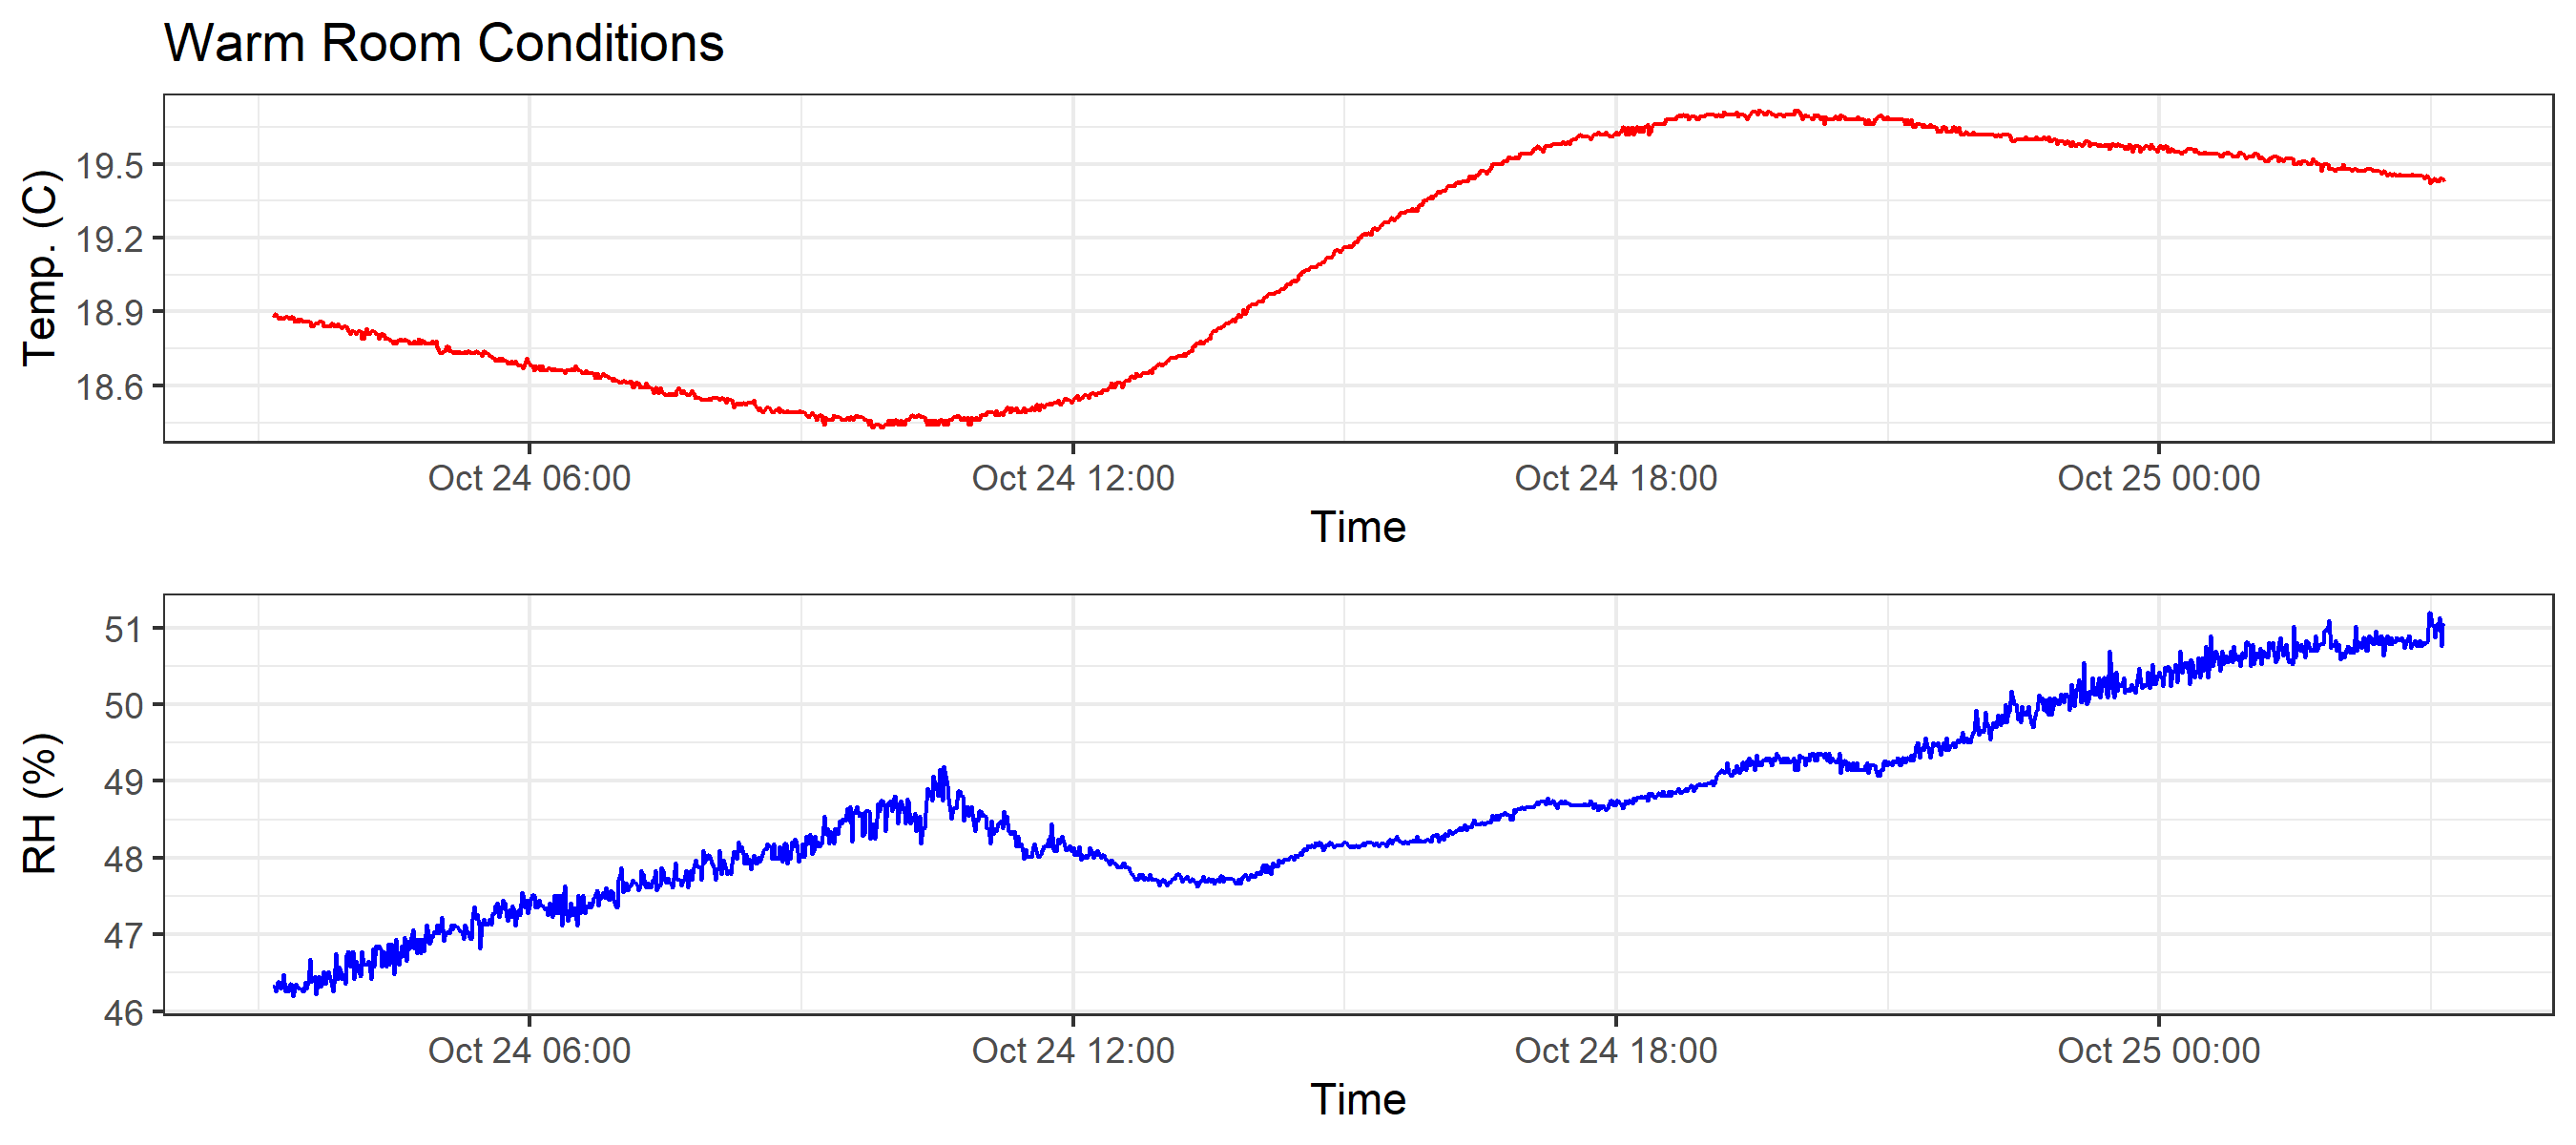 Warm Room Conditions
Temp. (C)
19.5
19.2
18.9
18.6
Oct 24 06:00 Oct 24 12:00 Oct 24 18:00 Oct 25 00:00
Time
RH (%)
51
50
49
48
47
46
Oct 24 06:00 Oct 24 12:00 Oct 24 18:00 Oct 25 00:00
Time